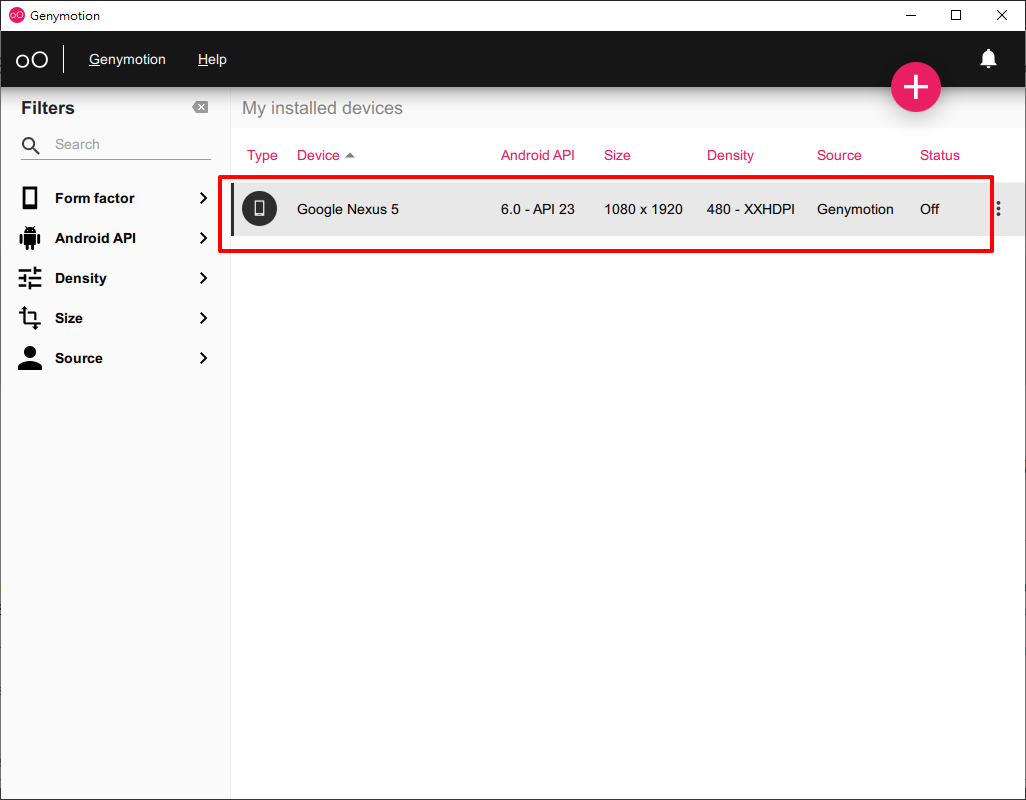 Genymotion
Genymotion Help
Filters
Search
Form factor
Android API
Density
Size
Source
My installed devices
Type Device Android API Size Density Source Status
Google Nexus 5 6.0 - API 23 1080 x 1920 480 - XXHDPI Genymotion Off